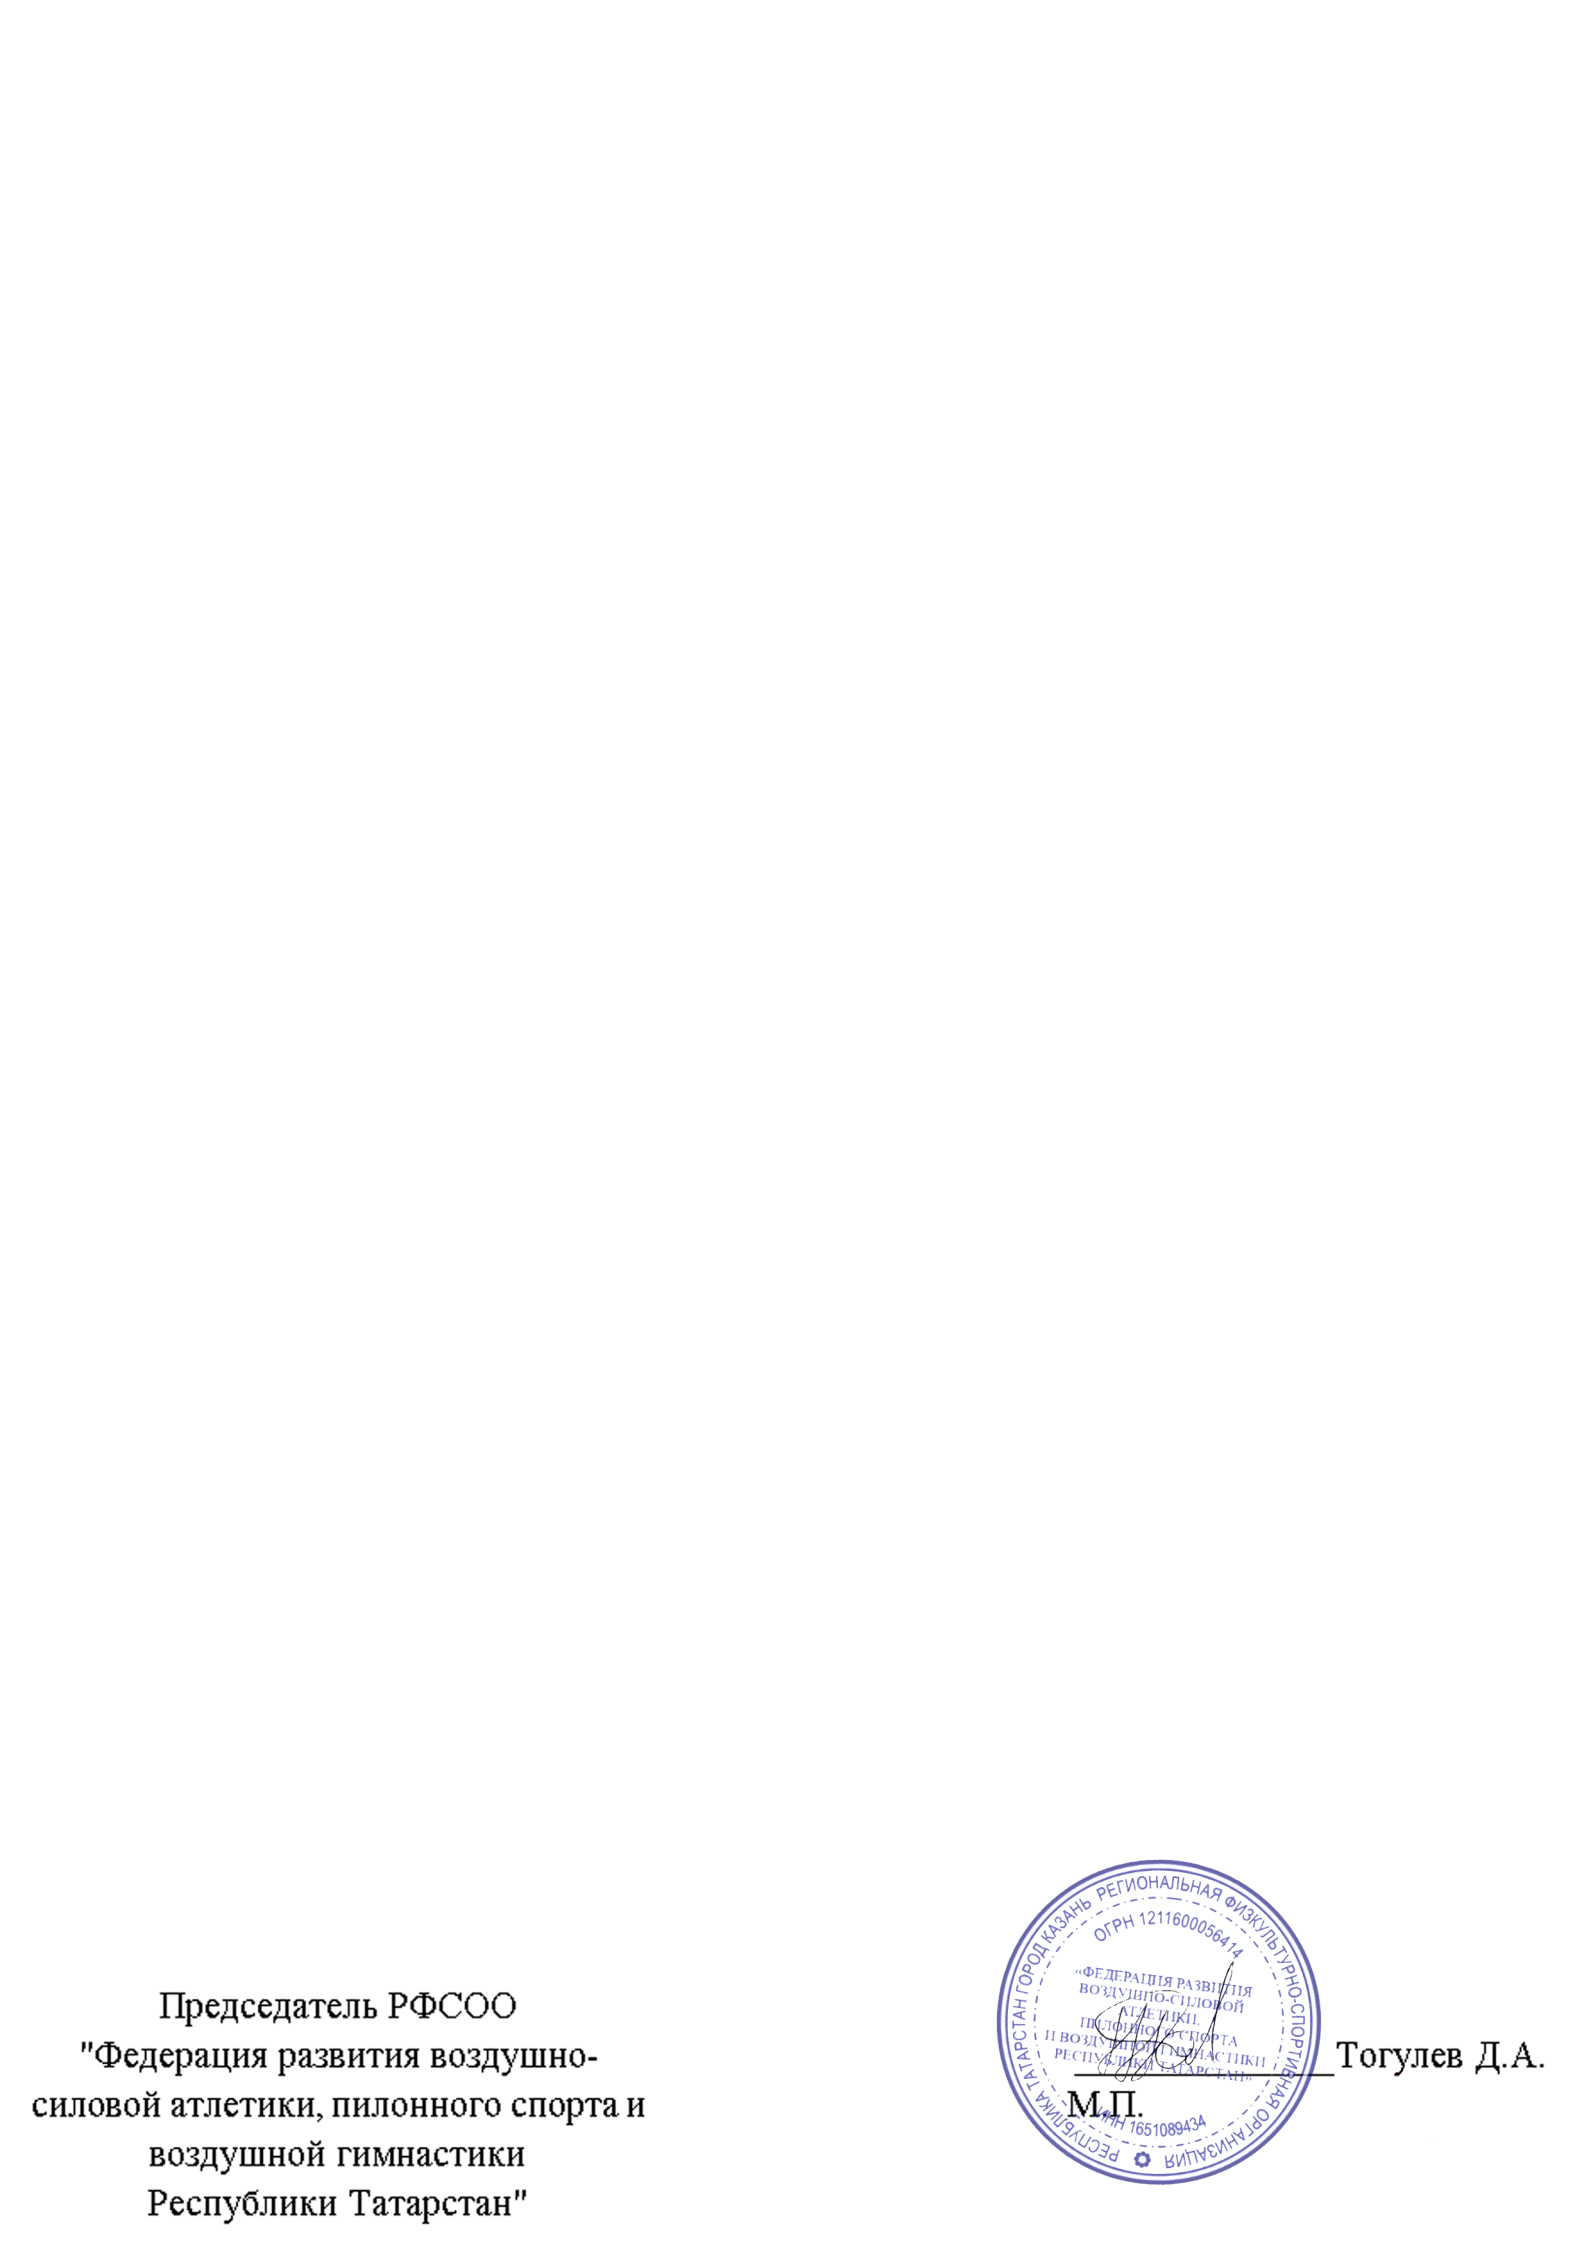 РЕСПУБЛИКА ТАТАРСТАН ГОРОД КАЗАНЬ РЕГИОНАЛЬНАЯ ФИЗКУЛЬТУРНО-СПОРТИВНАЯ ОРГАНИЗАЦИЯ
ОГРН 1211600056414
«ФЕДЕРАЦИЯ РАЗВИТИЯ
ВОЗДУШНО-СИЛОВОЙ
АТЛЕТИКИ,
ПИЛОННОГО СПОРТА
И ВОЗДУШНОЙ ГИМНАСТИКИ
РЕСПУБЛИКИ ТАТАРСТАН»
ИНН 1651089434
Председатель РФСОО
"Федерация развития воздушно-
силовой атлетики, пилонного спорта и
воздушной гимнастики
Республики Татарстан"
Тогулев Д.А.
М.П.